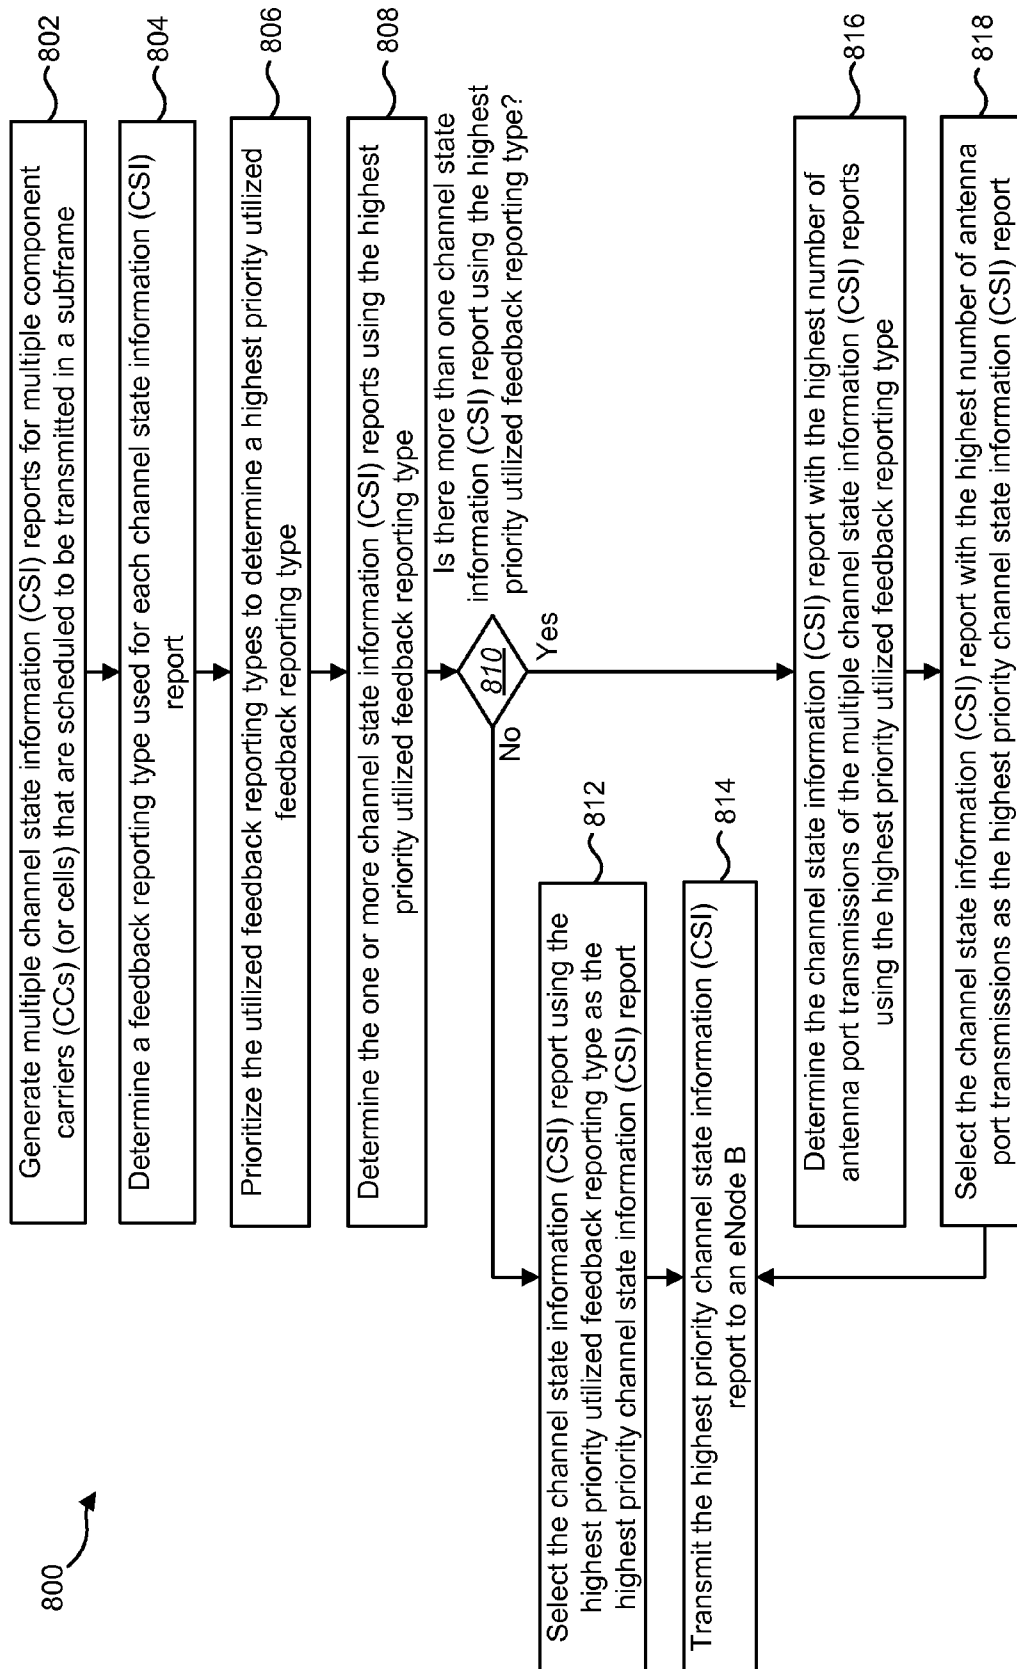 800
Generate multiple channel state information (CSI) reports for multiple component
carriers (CCs) (or cells) that are scheduled to be transmitted in a subframe
802
Determine a feedback reporting type used for each channel state information (CSI)
report
804
Prioritize the utilized feedback reporting types to determine a highest priority utilized
feedback reporting type
806
Determine the one or more channel state information (CSI) reports using the highest
priority utilized feedback reporting type
808
Is there more than one channel state
information (CSI) report using the highest
priority utilized feedback reporting type?
810
No
Yes
Select the channel state information (CSI) report using the
highest priority utilized feedback reporting type as the
highest priority channel state information (CSI) report
812
Transmit the highest priority channel state information (CSI)
report to an eNode B
814
Determine the channel state information (CSI) report with the highest number of
antenna port transmissions of the multiple channel state information (CSI) reports
using the highest priority utilized feedback reporting type
816
Select the channel state information (CSI) report with the highest number of antenna
port transmissions as the highest priority channel state information (CSI) report
818